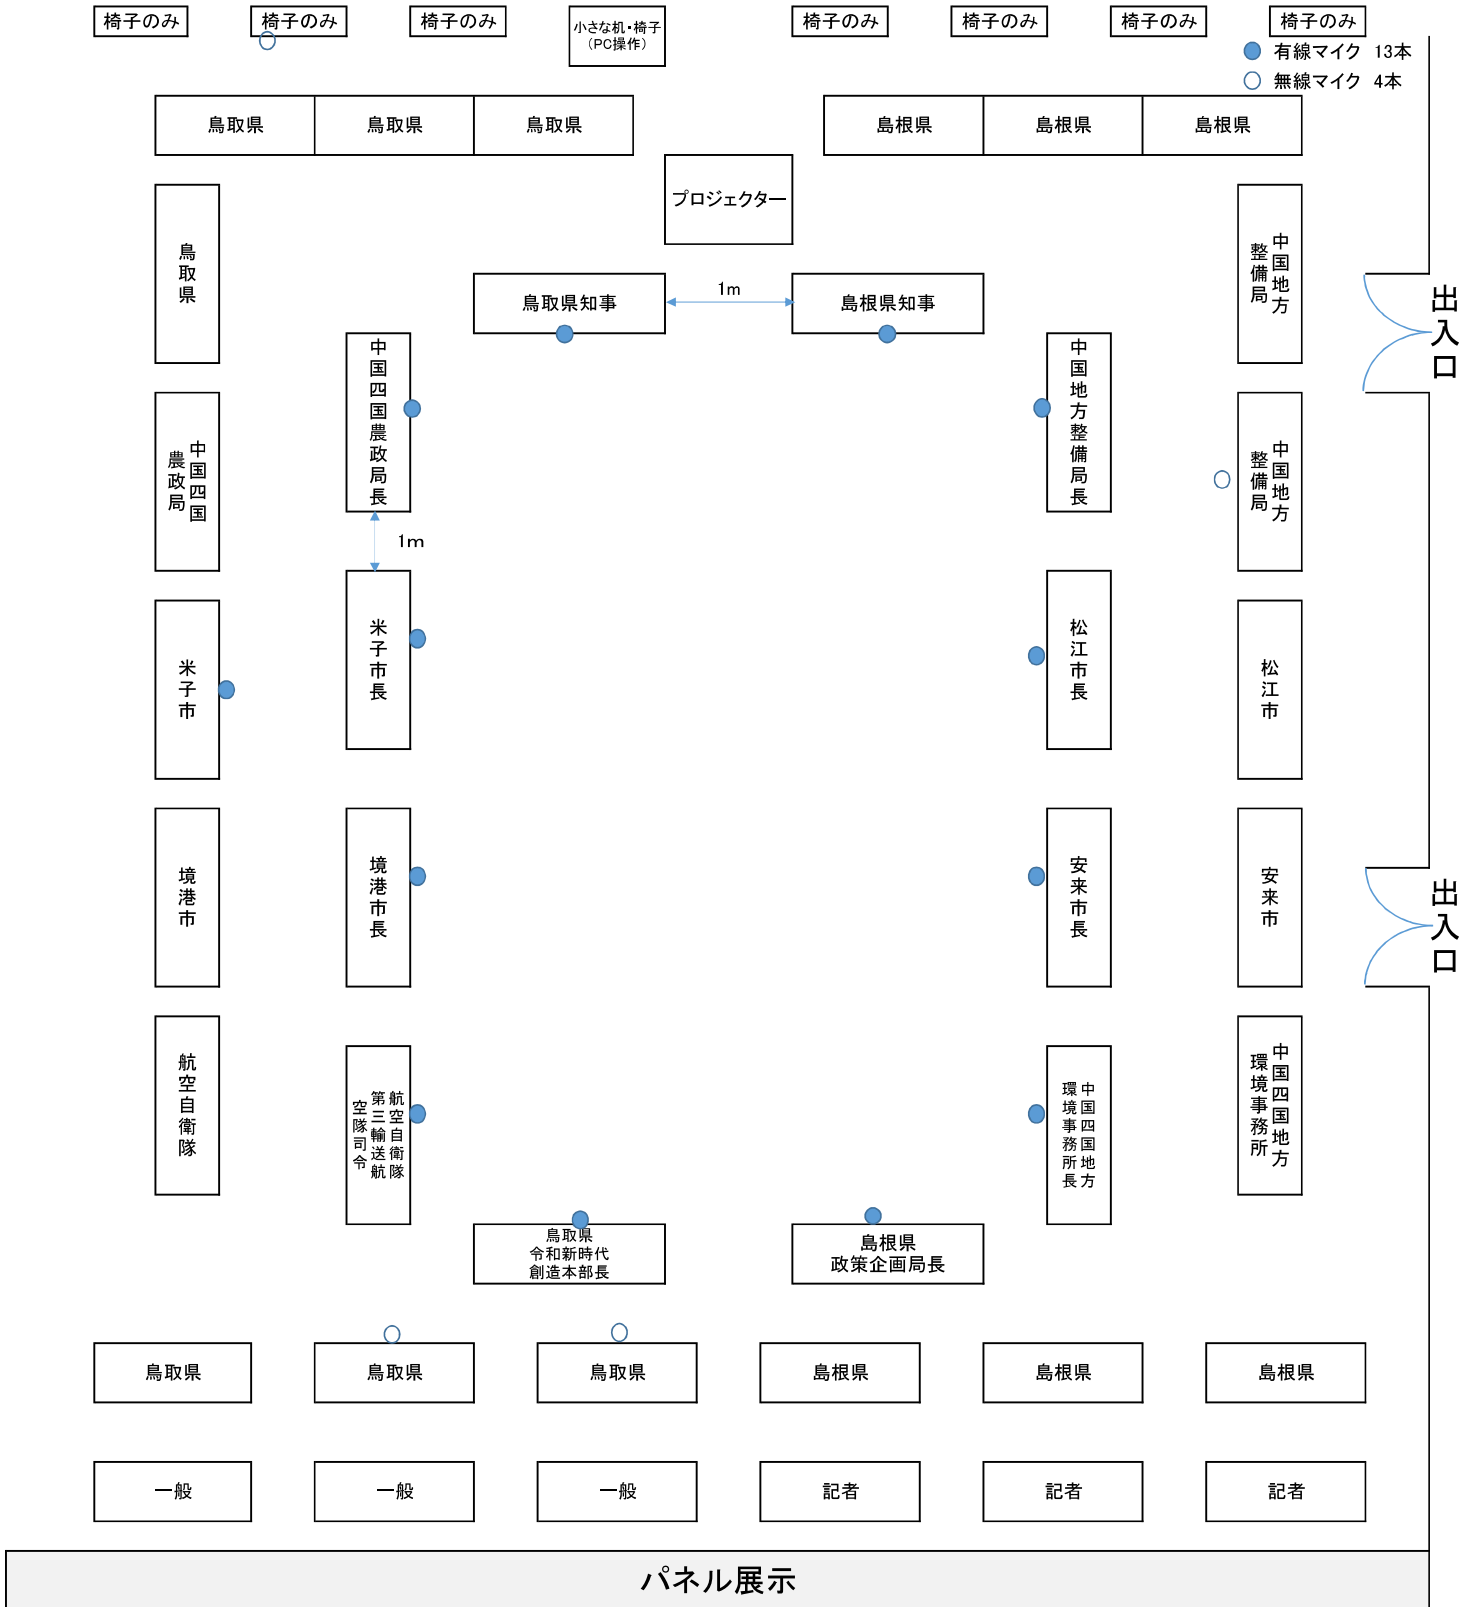 椅子のみ
椅子のみ
椅子のみ
小さな机・椅子
（PC操作）
椅子のみ
椅子のみ
椅子のみ
椅子のみ
有線マイク 13本
無線マイク 4本
鳥取県
鳥取県
鳥取県
島根県
島根県
島根県
プロジェクター
鳥取県
中国地方
整備局
鳥取県知事
1m
島根県知事
出入口
中国四国農政局長
中国地方整備局長
中国四国
農政局
中国地方
整備局
1m
米子市
米子市長
松江市長
松江市
境港市
境港市長
安来市長
安来市
出入口
航空自衛隊
航空自衛隊
第三輸送航
空隊司令
中国四国地方
環境事務所長
中国四国地方
環境事務所
鳥取県
令和新時代
創造本部長
島根県
政策企画局長
鳥取県
鳥取県
鳥取県
島根県
島根県
島根県
一般
一般
一般
記者
記者
記者
パネル展示